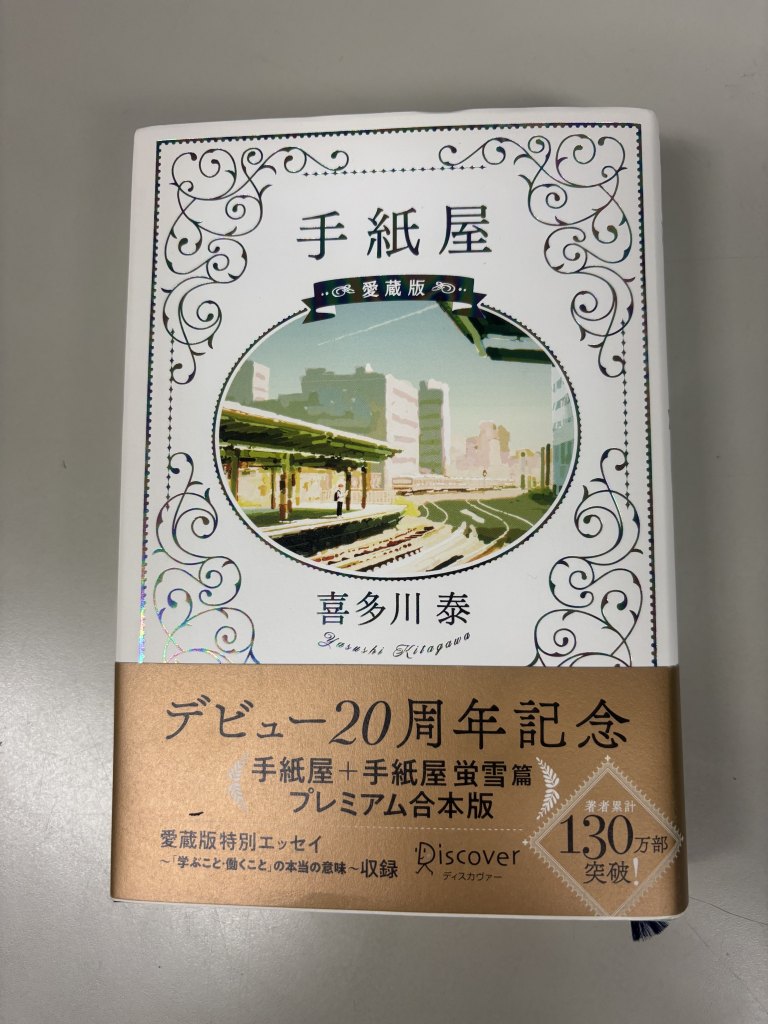 手紙屋
愛蔵版
喜多川 泰
Yasushi Kitagawa
デビュー20周年記念
手紙屋+手紙屋 蛍雪篇
プレミアム合本版
愛蔵版特別エッセイ
〜「学ぶこと・働くこと」の本当の意味〜収録
Discover
ディスカヴァー
著者累計
130万部
突破!